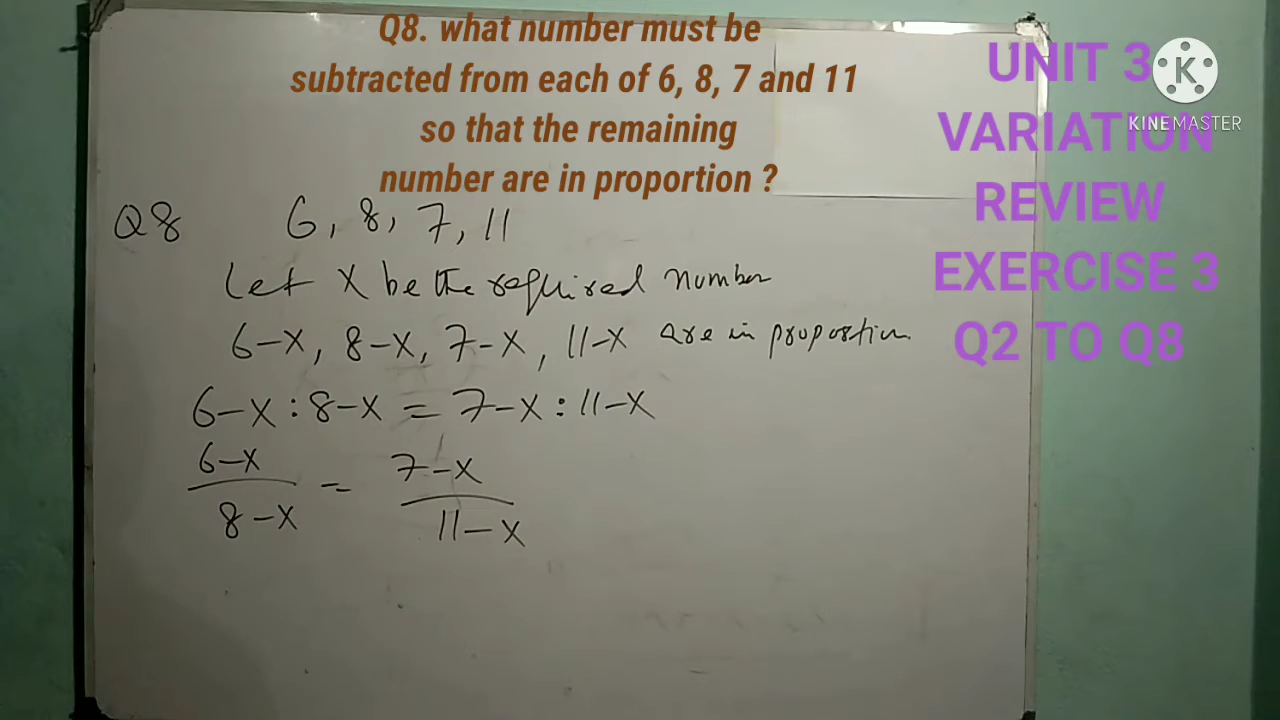 Q8. what number must be
subtracted from each of 6, 8, 7 and 11
so that the remaining
number are in proportion ?
UNIT 3
VARIATION
REVIEW
EXERCISE 3
Q2 TO Q8
K
KINEMASTER
Q8 6, 8, 7, 11
Let x be the required number
6-x, 8-x, 7-x, 11-x are in proportion
6-x : 8-x = 7-x : 11-x
6-x / 8-x = 7-x / 11-x